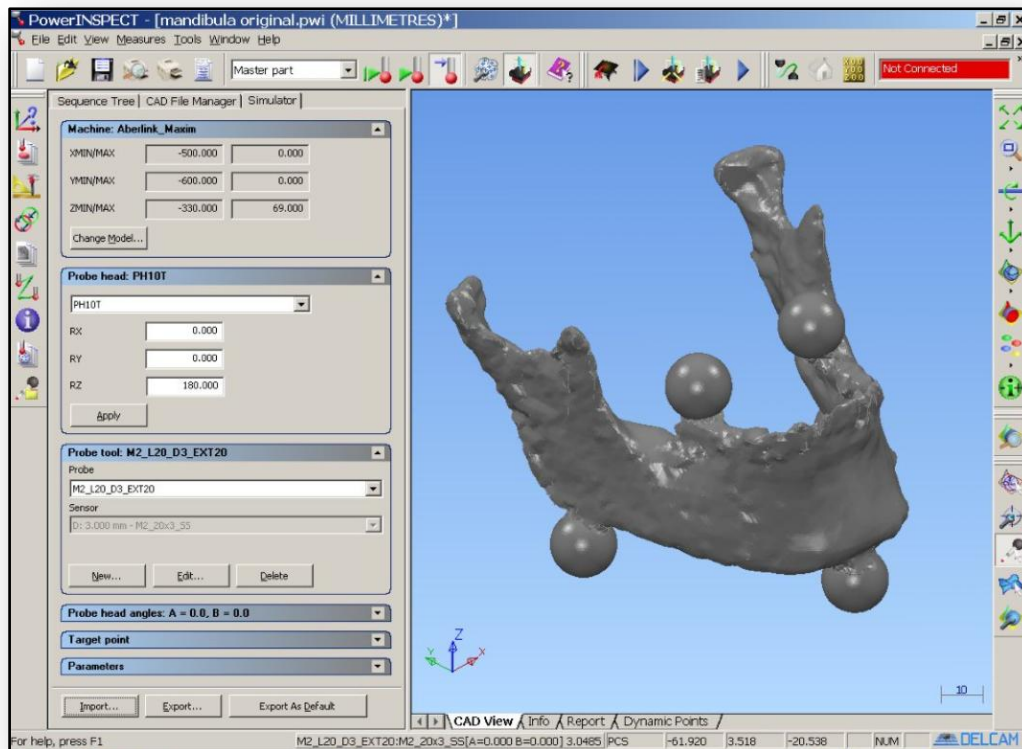 PowerINSPECT - [mandibula original.pwi (MILLIMETRES)*]
File Edit View Measures Tools Window Help
Master part
Not Connected
Sequence Tree CAD File Manager Simulator
Machine: Aberlink_Maxim
XMIN/MAX -500.000 0.000
YMIN/MAX -600.000 0.000
ZMIN/MAX -330.000 69.000
Change Model...
Probe head: PH10T
PH10T
RX 0.000
RY 0.000
RZ 180.000
Apply
Probe tool: M2_L20_D3_EXT20
Probe
M2_L20_D3_EXT20
Sensor
D: 3.000 mm - M2_20x3_SS
New... Edit... Delete
Probe head angles: A = 0.0, B = 0.0
Target point
Parameters
Import... Export... Export As Default
Z
Y X
10
CAD View Info Report Dynamic Points
For help, press F1 M2_L20_D3_EXT20:M2_20x3_SS[A=0.000 B=0.000] 3.0485 PCS -61.920 3.518 -20.538 NUM DELCAM